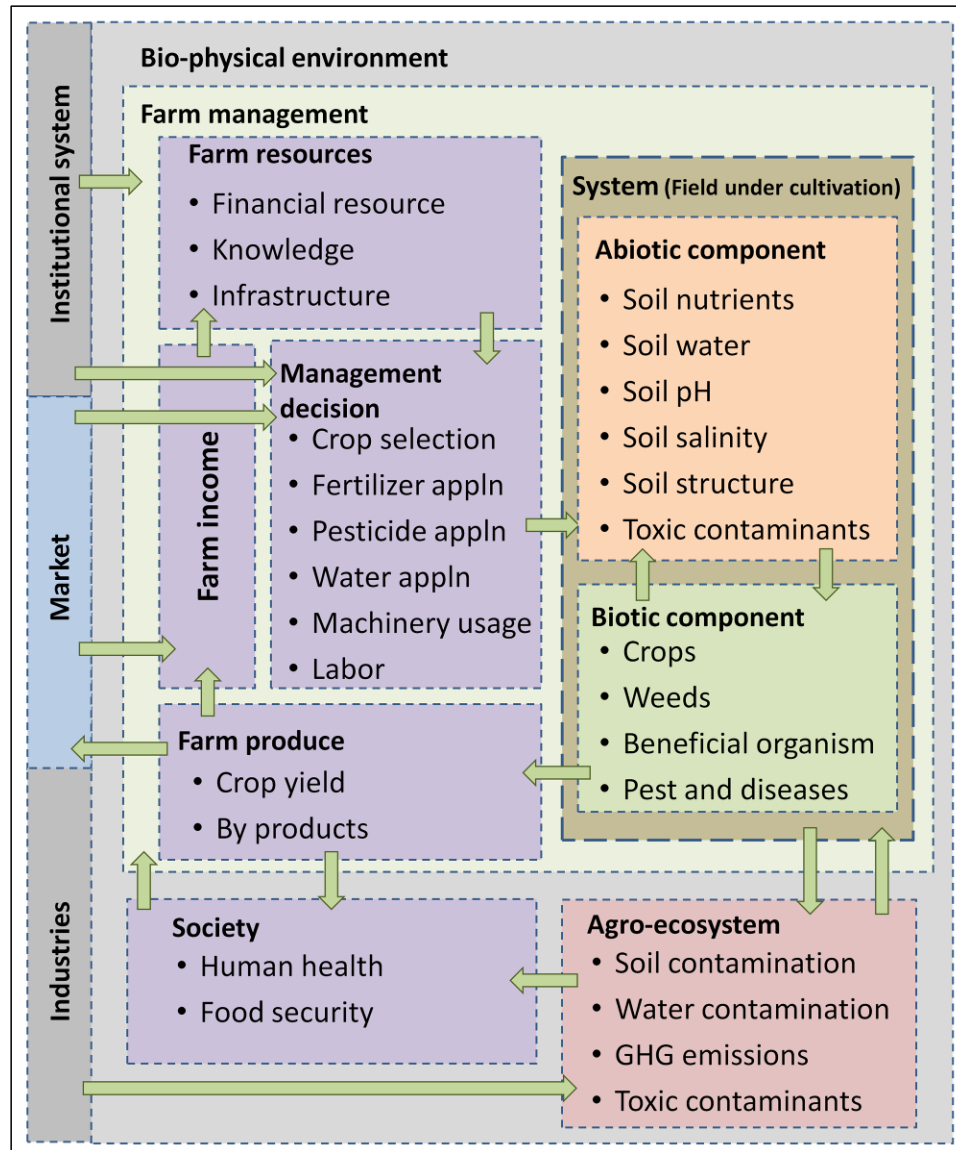 Institutional system
Market
Industries
Bio-physical environment
Farm management
Farm resources
• Financial resource
• Knowledge
• Infrastructure
Farm income
Management
decision
• Crop selection
• Fertilizer appln
• Pesticide appln
• Water appln
• Machinery usage
• Labor
Farm produce
• Crop yield
• By products
System (Field under cultivation)
Abiotic component
• Soil nutrients
• Soil water
• Soil pH
• Soil salinity
• Soil structure
• Toxic contaminants
Biotic component
• Crops
• Weeds
• Beneficial organism
• Pest and diseases
Society
• Human health
• Food security
Agro-ecosystem
• Soil contamination
• Water contamination
• GHG emissions
• Toxic contaminants